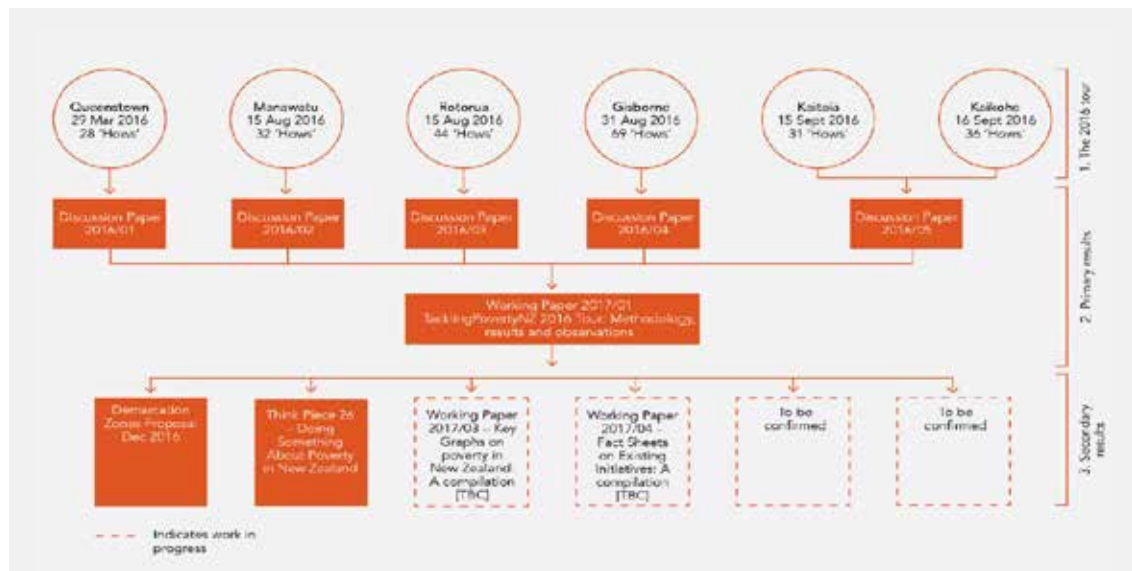 Queenstown
29 Mar 2016
28 'Hows'
Manawatu
15 Aug 2016
32 'Hows'
Rotorua
15 Aug 2016
44 'Hows'
Gisborne
31 Aug 2016
69 'Hows'
Kaitaia
15 Sept 2016
31 'Hows'
Kaikohe
16 Sept 2016
36 'Hows'
1. The 2016 tour
Discussion Paper
2016/01
Discussion Paper
2016/02
Discussion Paper
2016/03
Discussion Paper
2016/04
Discussion Paper
2016/05
2. Primary results
Working Paper 2017/01
TacklingPovertyNZ 2016 Tour: Methodology,
results and observations
Demarcation
Zones Proposal
Dec 2016
Think Piece 26
– Doing
Something
About Poverty
in New Zealand
Working Paper
2017/03 – Key
Graphs on
poverty in
New Zealand:
A compilation
[TBC]
Working Paper
2017/04 –
Fact Sheets
on Existing
Initiatives: A
compilation
[TBC]
To be
confirmed
To be
confirmed
3. Secondary
results
Indicates work in
progress